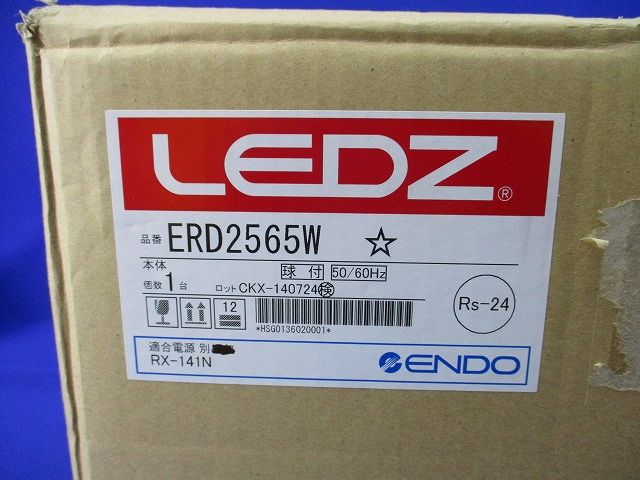 LEDZ®
品番 ERD2565W ☆
本体 球付 50/60Hz
個数 1台 ロット CKX-140724 検
12
*HSG0136020001*
Rs-24
適合電源 別
RX-141N
ENDO